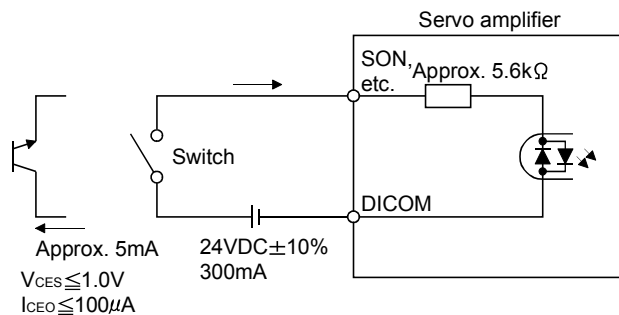 Servo amplifier
SON,
etc.
Approx. 5.6kΩ
Switch
DICOM
Approx. 5mA
24VDC±10%
300mA
VCES≦1.0V
ICEO≦100μA